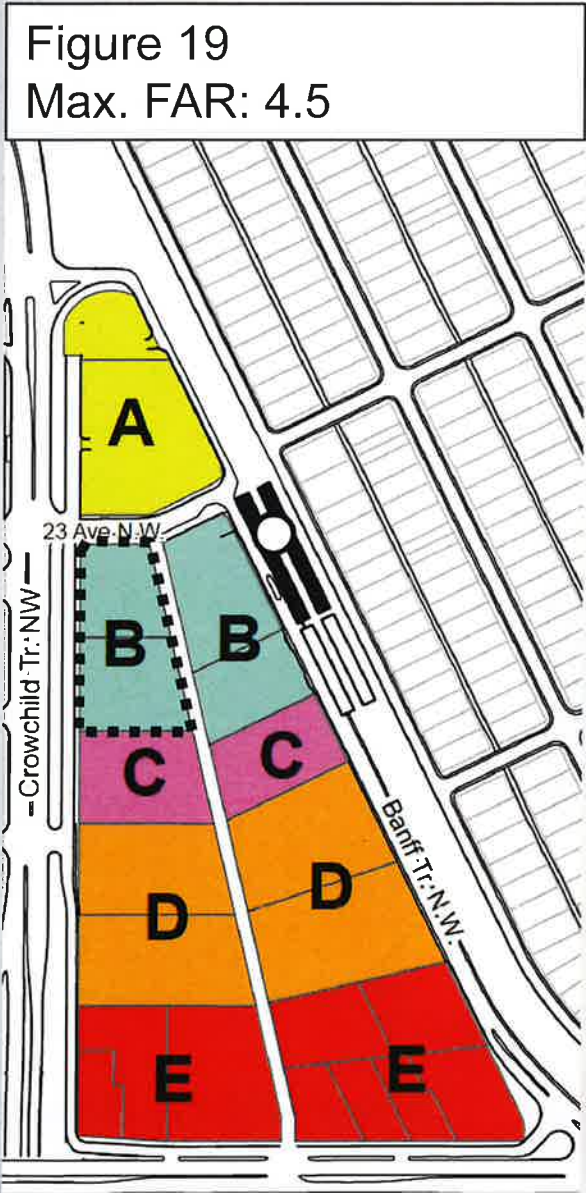 Figure 19
Max. FAR: 4.5
A
23 Ave N.W.
Crowchild Tr. NW
B
B
C
C
Banff Tr. N.W.
D
D
E
E